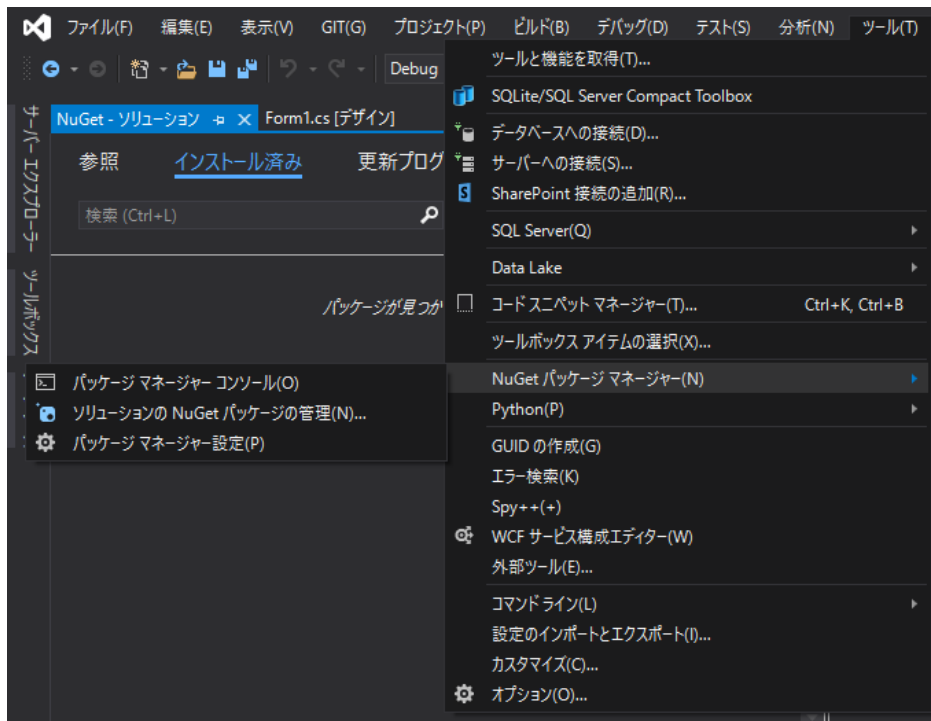 ファイル(F) 編集(E) 表示(V) GIT(G) プロジェクト(P) ビルド(B) デバッグ(D) テスト(S) 分析(N) ツール(T)
Debug
サーバー エクスプローラー
ツールボックス
NuGet - ソリューション Form1.cs [デザイン]
参照 インストール済み 更新プログ
検索 (Ctrl+L)
パッケージが見つか
ツールと機能を取得(T)...
SQLite/SQL Server Compact Toolbox
データベースへの接続(D)...
サーバーへの接続(S)...
SharePoint 接続の追加(R)...
SQL Server(Q)
Data Lake
コード スニペット マネージャー(T)... Ctrl+K, Ctrl+B
ツールボックス アイテムの選択(X)...
NuGet パッケージ マネージャー(N)
Python(P)
GUID の作成(G)
エラー検索(K)
Spy++(+)
WCF サービス構成エディター(W)
外部ツール(E)...
コマンド ライン(L)
設定のインポートとエクスポート(I)...
カスタマイズ(C)...
オプション(O)...
パッケージ マネージャー コンソール(O)
ソリューションの NuGet パッケージの管理(N)...
パッケージ マネージャー設定(P)